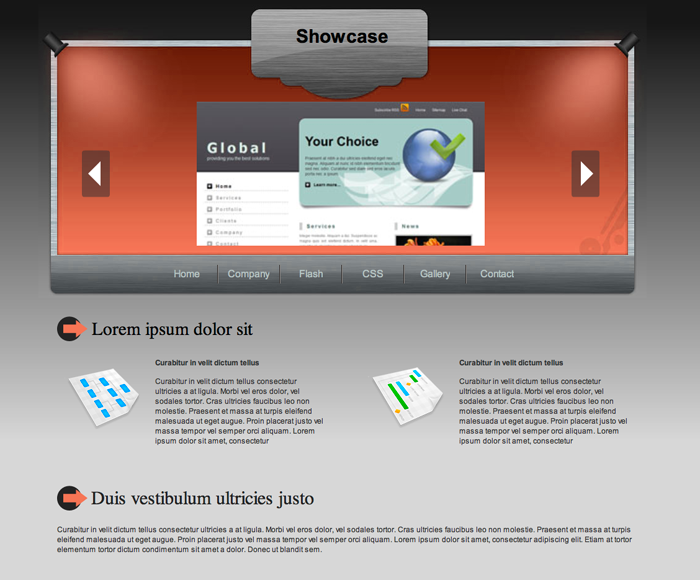 Showcase
Subscribe RSS
Home
Sitemap
Live Chat
Global
providing you the best solutions
Your Choice
Learn more...
Home
Services
Portfolio
Clients
Company
Contact
Services
News
Home Company Flash CSS Gallery Contact
Lorem ipsum dolor sit
Curabitur in velit dictum tellus
Curabitur in velit dictum tellus consectetur
ultricies a at ligula. Morbi vel eros dolor, vel
sodales tortor. Cras ultricies faucibus leo non
molestie. Praesent et massa at turpis eleifend
malesuada ut eget augue. Proin placerat justo vel
massa tempor vel semper orci aliquam. Lorem
ipsum dolor sit amet, consectetur
Curabitur in velit dictum tellus
Curabitur in velit dictum tellus consectetur
ultricies a at ligula. Morbi vel eros dolor, vel
sodales tortor. Cras ultricies faucibus leo non
molestie. Praesent et massa at turpis eleifend
malesuada ut eget augue. Proin placerat justo vel
massa tempor vel semper orci aliquam. Lorem
ipsum dolor sit amet, consectetur
Duis vestibulum ultricies justo
Curabitur in velit dictum tellus consectetur ultricies a at ligula. Morbi vel eros dolor, vel sodales tortor. Cras ultricies faucibus leo non molestie. Praesent et massa at turpis
eleifend malesuada ut eget augue. Proin placerat justo vel massa tempor vel semper orci aliquam. Lorem ipsum dolor sit amet, consectetur adipiscing elit. Etiam at tortor
elementum tortor dictum condimentum sit amet a dolor. Donec ut blandit sem.